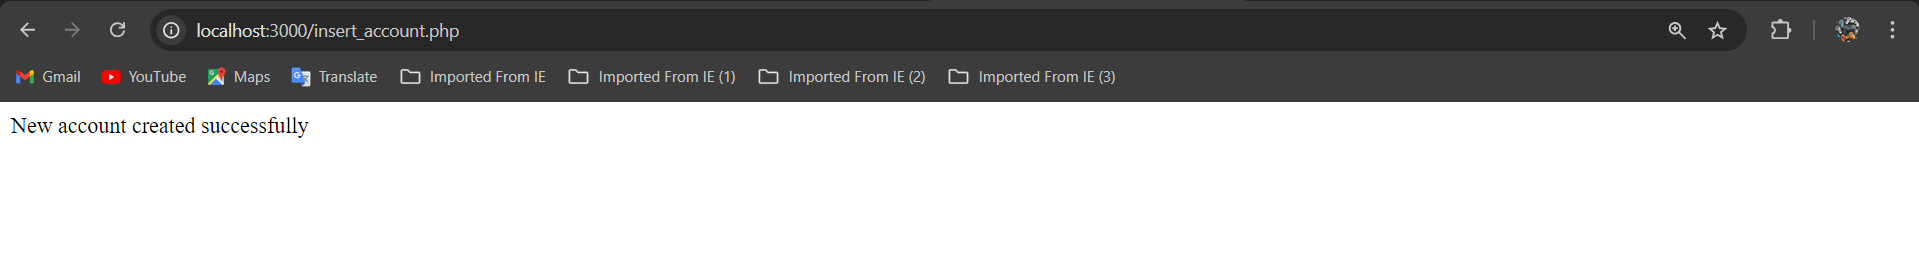 localhost:3000/insert_account.php
Gmail YouTube Maps Translate Imported From IE Imported From IE (1) Imported From IE (2) Imported From IE (3)
New account created successfully